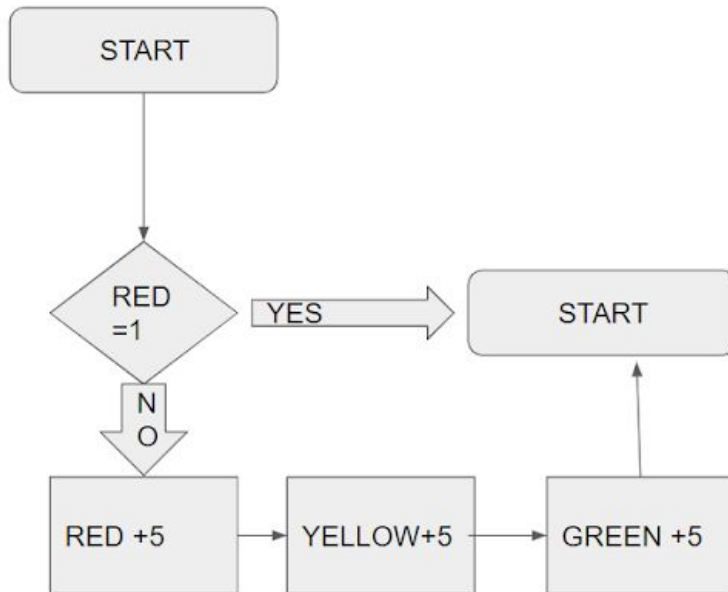 START
RED
=1
YES
START
N
O
RED +5
YELLOW+5
GREEN +5